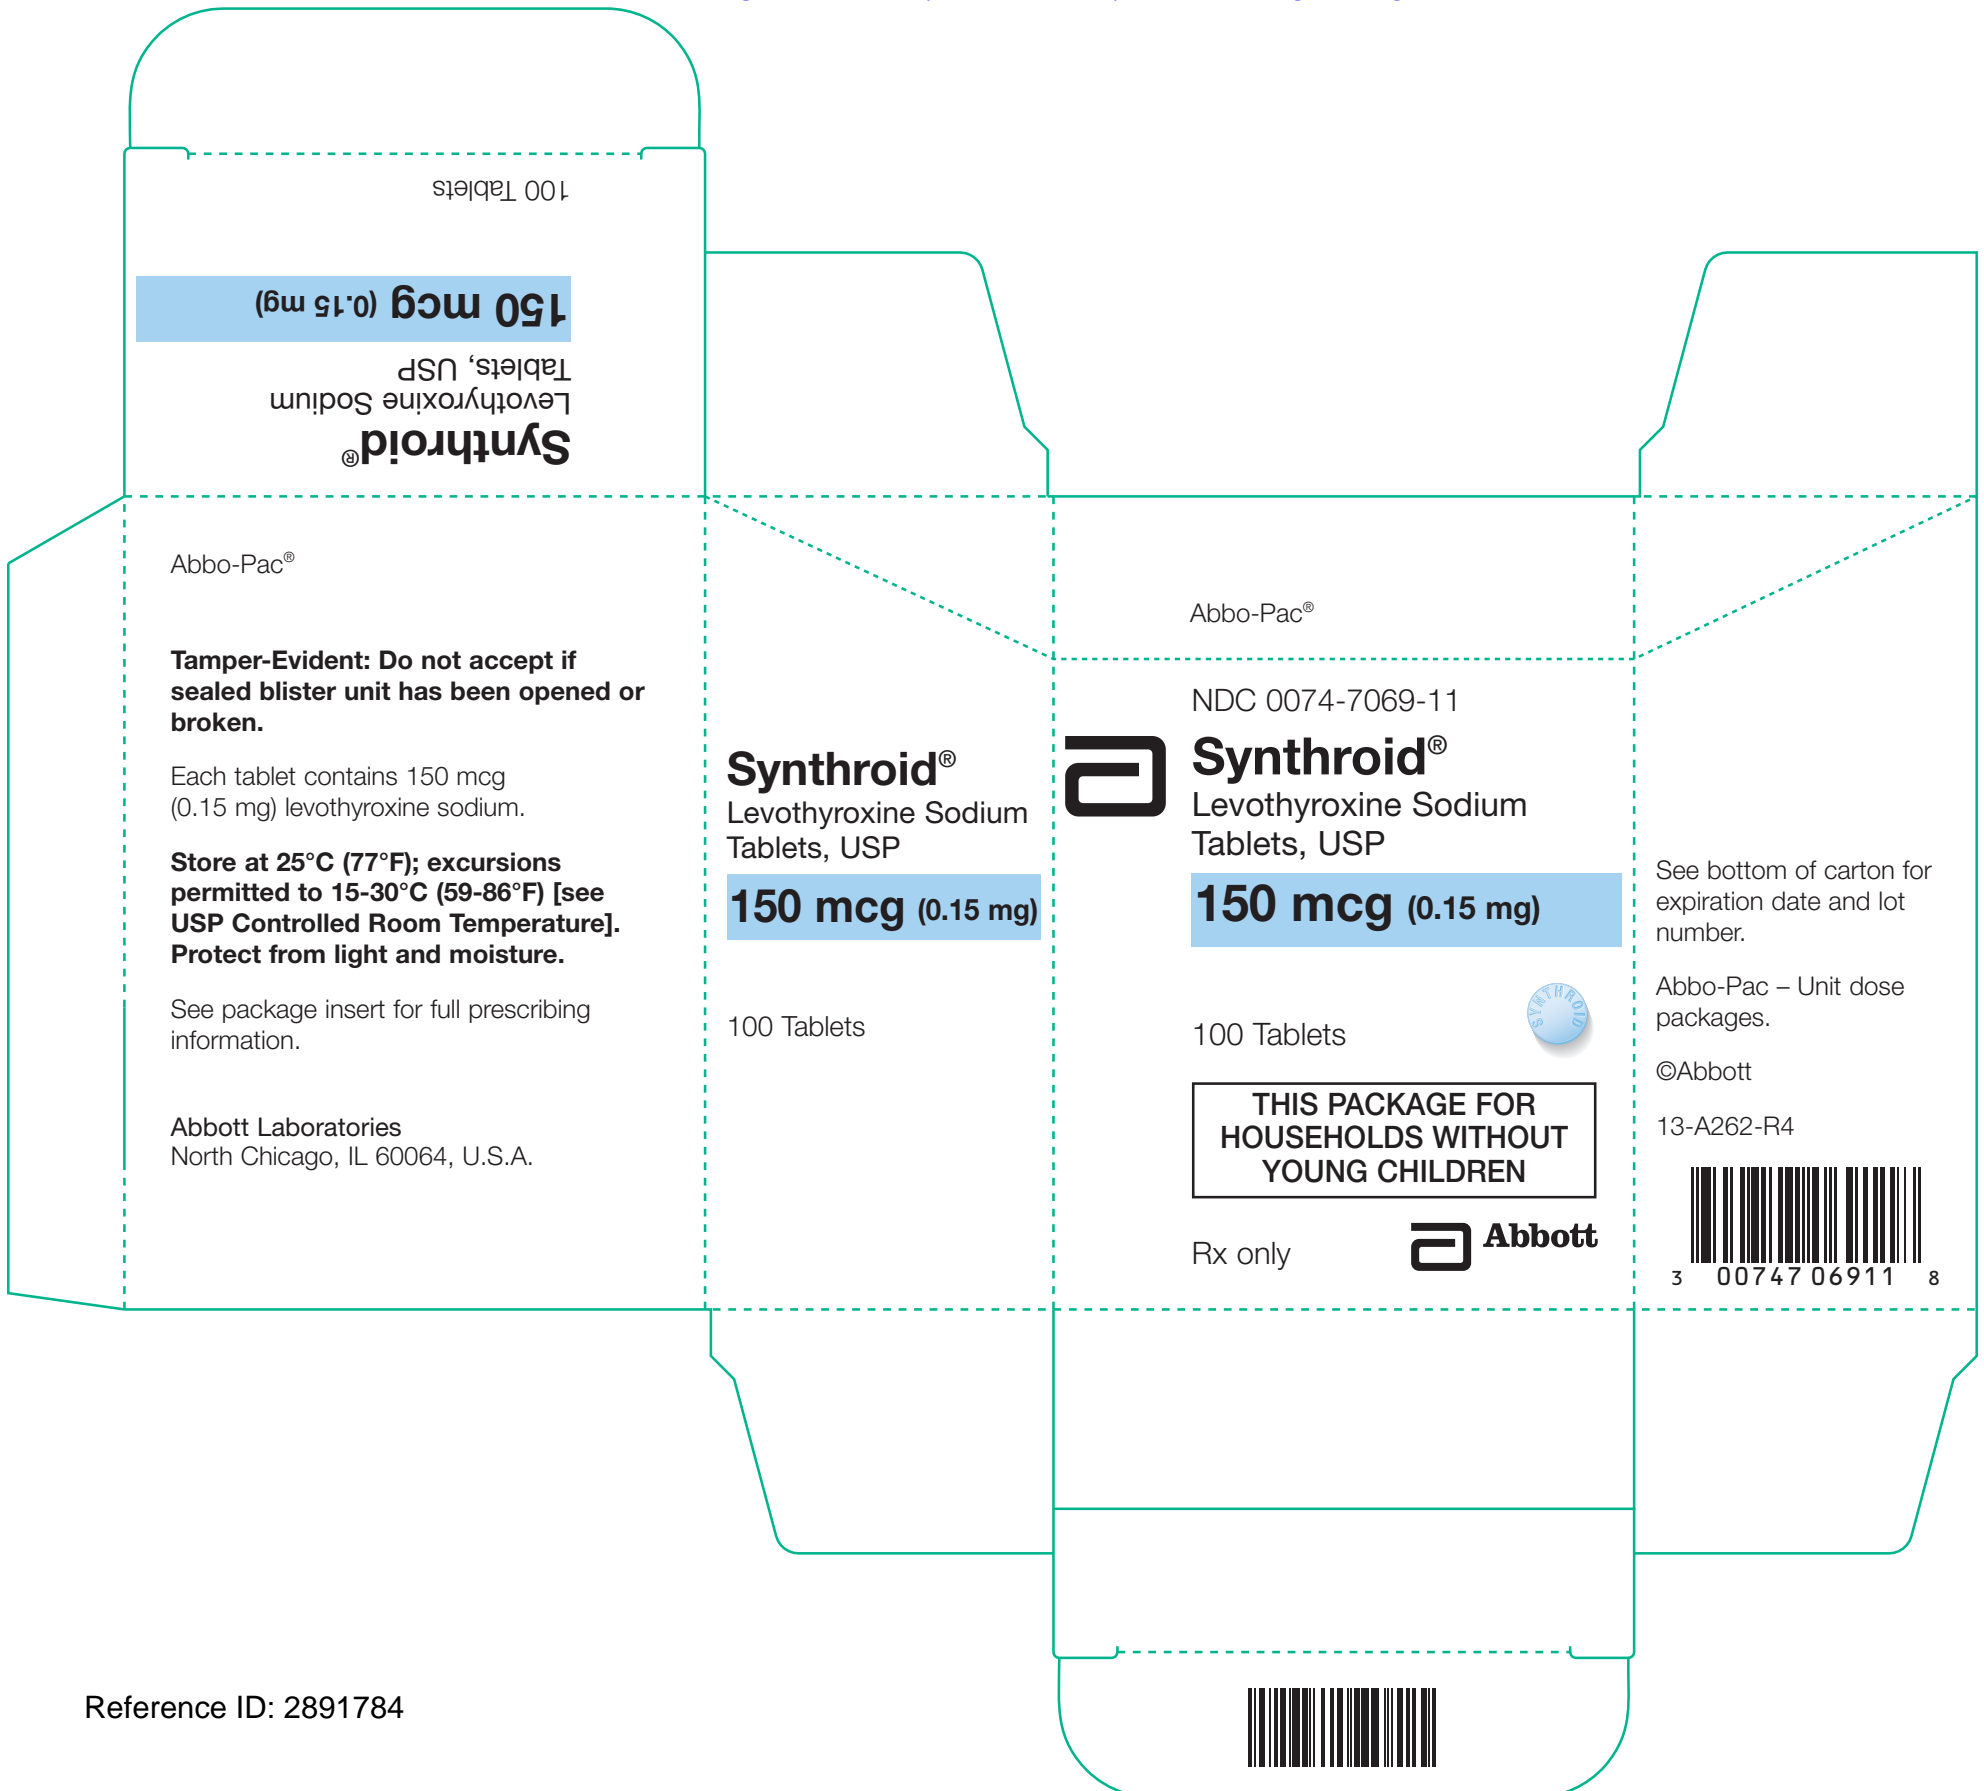 100 Tablets
150 mcg (0.15 mg)
Tablets, USP
Levothyroxine Sodium
Synthroid®
Abbo-Pac®
Tamper-Evident: Do not accept if
sealed blister unit has been opened or
broken.
Each tablet contains 150 mcg
(0.15 mg) levothyroxine sodium.
Store at 25°C (77°F); excursions
permitted to 15-30°C (59-86°F) [see
USP Controlled Room Temperature].
Protect from light and moisture.
See package insert for full prescribing
information.
Abbott Laboratories
North Chicago, IL 60064, U.S.A.
Synthroid®
Levothyroxine Sodium
Tablets, USP
150 mcg (0.15 mg)
100 Tablets
Abbo-Pac®
NDC 0074-7069-11
Synthroid®
Levothyroxine Sodium
Tablets, USP
150 mcg (0.15 mg)
SYNTHROID
100 Tablets
THIS PACKAGE FOR
HOUSEHOLDS WITHOUT
YOUNG CHILDREN
Rx only
Abbott
See bottom of carton for
expiration date and lot
number.
Abbo-Pac – Unit dose
packages.
©Abbott
13-A262-R4
3 00747 06911 8
Reference ID: 2891784